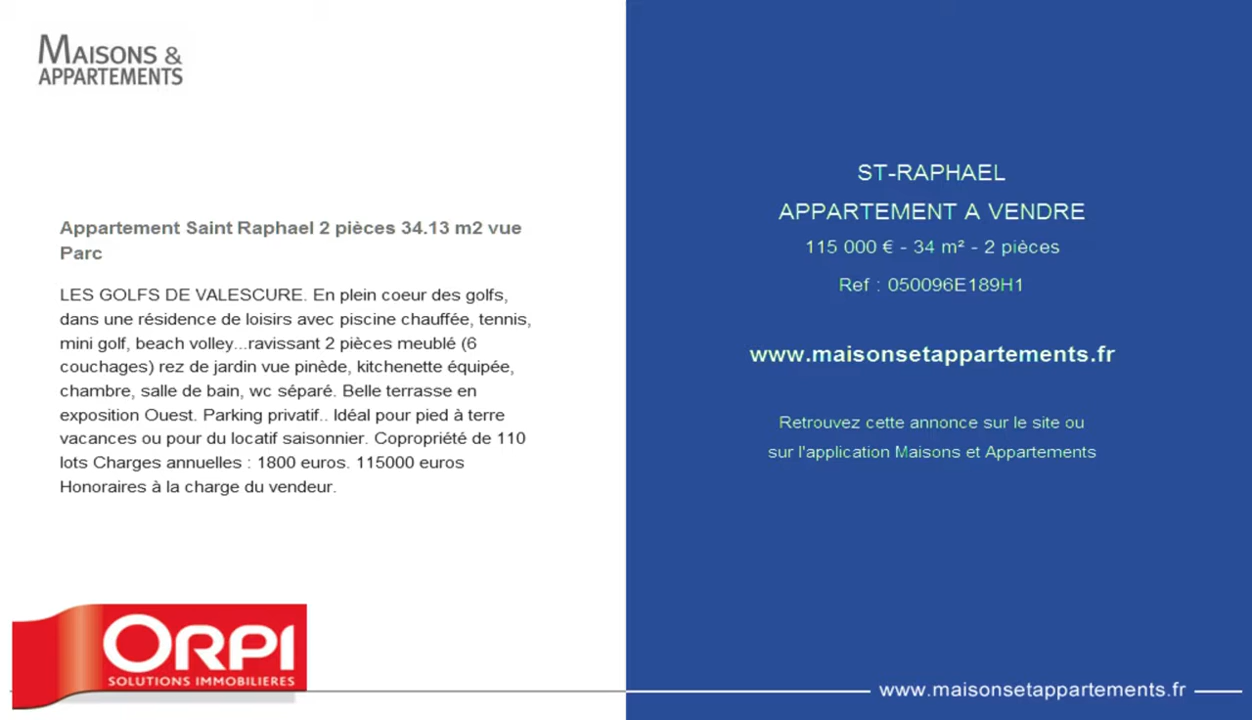 MAISONS &
APPARTEMENTS
Appartement Saint Raphael 2 pièces 34.13 m2 vue
Parc
LES GOLFS DE VALESCURE. En plein coeur des golfs,
dans une résidence de loisirs avec piscine chauffée, tennis,
mini golf, beach volley...ravissant 2 pièces meublé (6
couchages) rez de jardin vue pinède, kitchenette équipée,
chambre, salle de bain, wc séparé. Belle terrasse en
exposition Ouest. Parking privatif.. Idéal pour pied à terre
vacances ou pour du locatif saisonnier. Copropriété de 110
lots Charges annuelles : 1800 euros. 115000 euros
Honoraires à la charge du vendeur.
ORPI
SOLUTIONS IMMOBILIERES
ST-RAPHAEL
APPARTEMENT A VENDRE
115 000 € - 34 m² - 2 pièces
Ref : 050096E189H1
www.maisonsetappartements.fr
Retrouvez cette annonce sur le site ou
sur l'application Maisons et Appartements
www.maisonsetappartements.fr